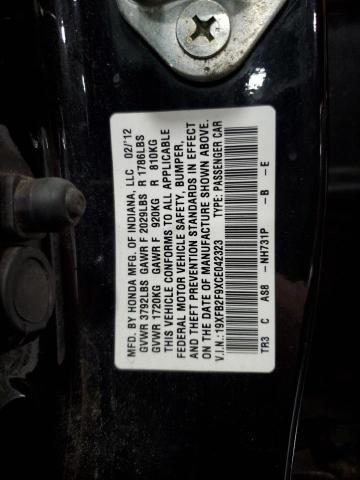 MFD. BY HONDA MFG. OF INDIANA, LLC 02/'12
GVWR 3792LBS GAWR F 2029LBS R 1786LBS
GVWR 1720KG GAWR F 920KG R 810KG
THIS VEHICLE CONFORMS TO ALL APPLICABLE
FEDERAL MOTOR VEHICLE SAFETY, BUMPER,
AND THEFT PREVENTION STANDARDS IN EFFECT
ON THE DATE OF MANUFACTURE SHOWN ABOVE.
V.I.N.: 19XFB2F9XCE042323 TYPE: PASSENGER CAR
TR3 C AS8 - NH731P - B - E